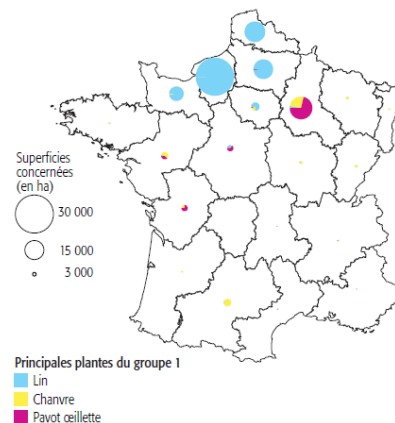 Superficies
concernées
(en ha)
30 000
15 000
3 000
Principales plantes du groupe 1
Lin
Chanvre
Pavot œillette